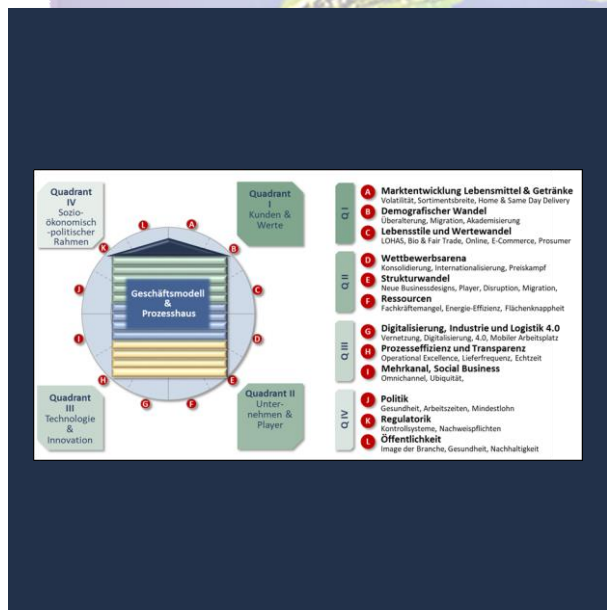 Quadrant
IV
Sozio-
ökonomisch
-politischer
Rahmen
Quadrant
I
Kunden &
Werte
L
A
K
B
J
C
Geschäftsmodell
&
Prozesshaus
I
D
H
E
G
F
Quadrant
III
Technologie
&
Innovation
Quadrant II
Unter-
nehmen &
Player
Q I
A Marktentwicklung Lebensmittel & Getränke
Volatilität, Sortimentsbreite, Home & Same Day Delivery
B Demografischer Wandel
Überalterung, Migration, Akademisierung
C Lebensstile und Wertewandel
LOHAS, Bio & Fair Trade, Online, E-Commerce, Prosumer
Q II
D Wettbewerbsarena
Konsolidierung, Internationalisierung, Preiskampf
E Strukturwandel
Neue Businessdesigns, Player, Disruption, Migration,
F Ressourcen
Fachkräftemangel, Energie-Effizienz, Flächenknappheit
Q III
G Digitalisierung, Industrie und Logistik 4.0
Vernetzung, Digitalisierung, 4.0, Mobiler Arbeitsplatz
H Prozesseffizienz und Transparenz
Operational Excellence, Lieferfrequenz, Echtzeit
I Mehrkanal, Social Business
Omnichannel, Ubiquität,
Q IV
J Politik
Gesundheit, Arbeitszeiten, Mindestlohn
K Regulatorik
Kontrollsysteme, Nachweispflichten
L Öffentlichkeit
Image der Branche, Gesundheit, Nachhaltigkeit